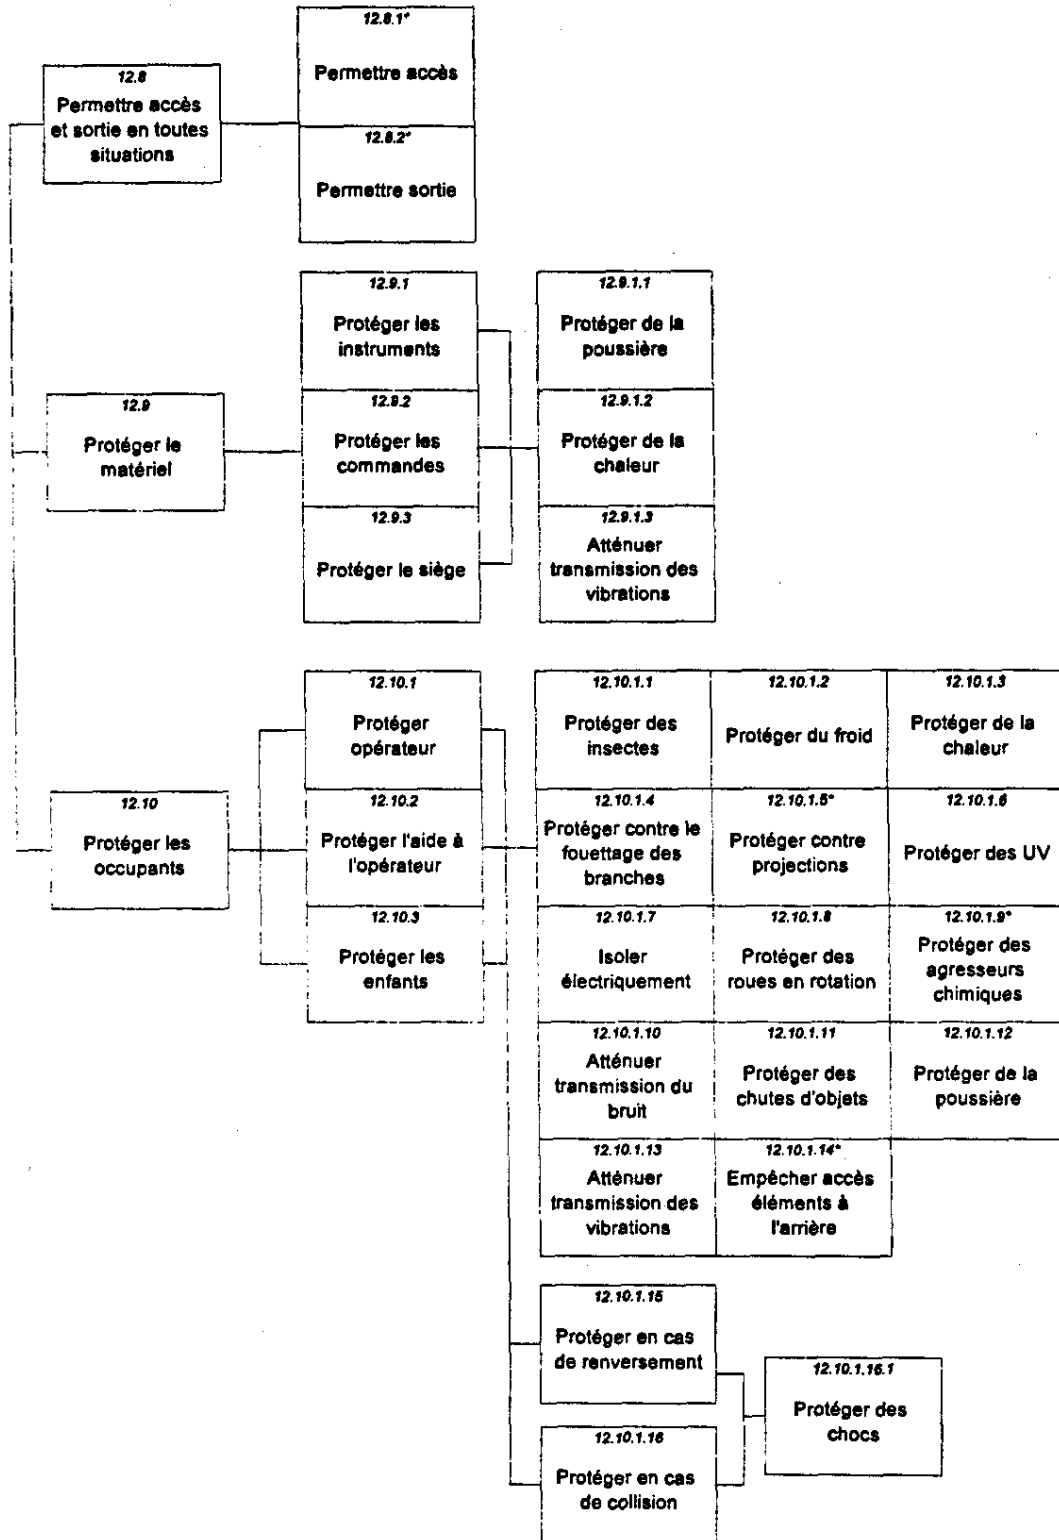 12.8.1*
Permettre accès
12.8
Permettre accès
et sortie en toutes
situations
12.8.2*
Permettre sortie
12.9.1
Protéger les
instruments
12.9.1.1
Protéger de la
poussière
12.9
Protéger le
matériel
12.9.2
Protéger les
commandes
12.9.1.2
Protéger de la
chaleur
12.9.3
Protéger le siège
12.9.1.3
Atténuer
transmission des
vibrations
12.10.1
Protéger
opérateur
12.10.1.1
Protéger des
insectes
12.10.1.2
Protéger du froid
12.10.1.3
Protéger de la
chaleur
12.10
Protéger les
occupants
12.10.2
Protéger l'aide à
l'opérateur
12.10.1.4
Protéger contre le
fouettage des
branches
12.10.1.5*
Protéger contre
projections
12.10.1.6
Protéger des UV
12.10.3
Protéger les
enfants
12.10.1.7
Isoler
électriquement
12.10.1.8
Protéger des
roues en rotation
12.10.1.9*
Protéger des
agresseurs
chimiques
12.10.1.10
Atténuer
transmission du
bruit
12.10.1.11
Protéger des
chutes d'objets
12.10.1.12
Protéger de la
poussière
12.10.1.13
Atténuer
transmission des
vibrations
12.10.1.14*
Empêcher accès
éléments à
l'arrière
12.10.1.15
Protéger en cas
de renversement
12.10.1.16.1
Protéger des
chocs
12.10.1.16
Protéger en cas
de collision